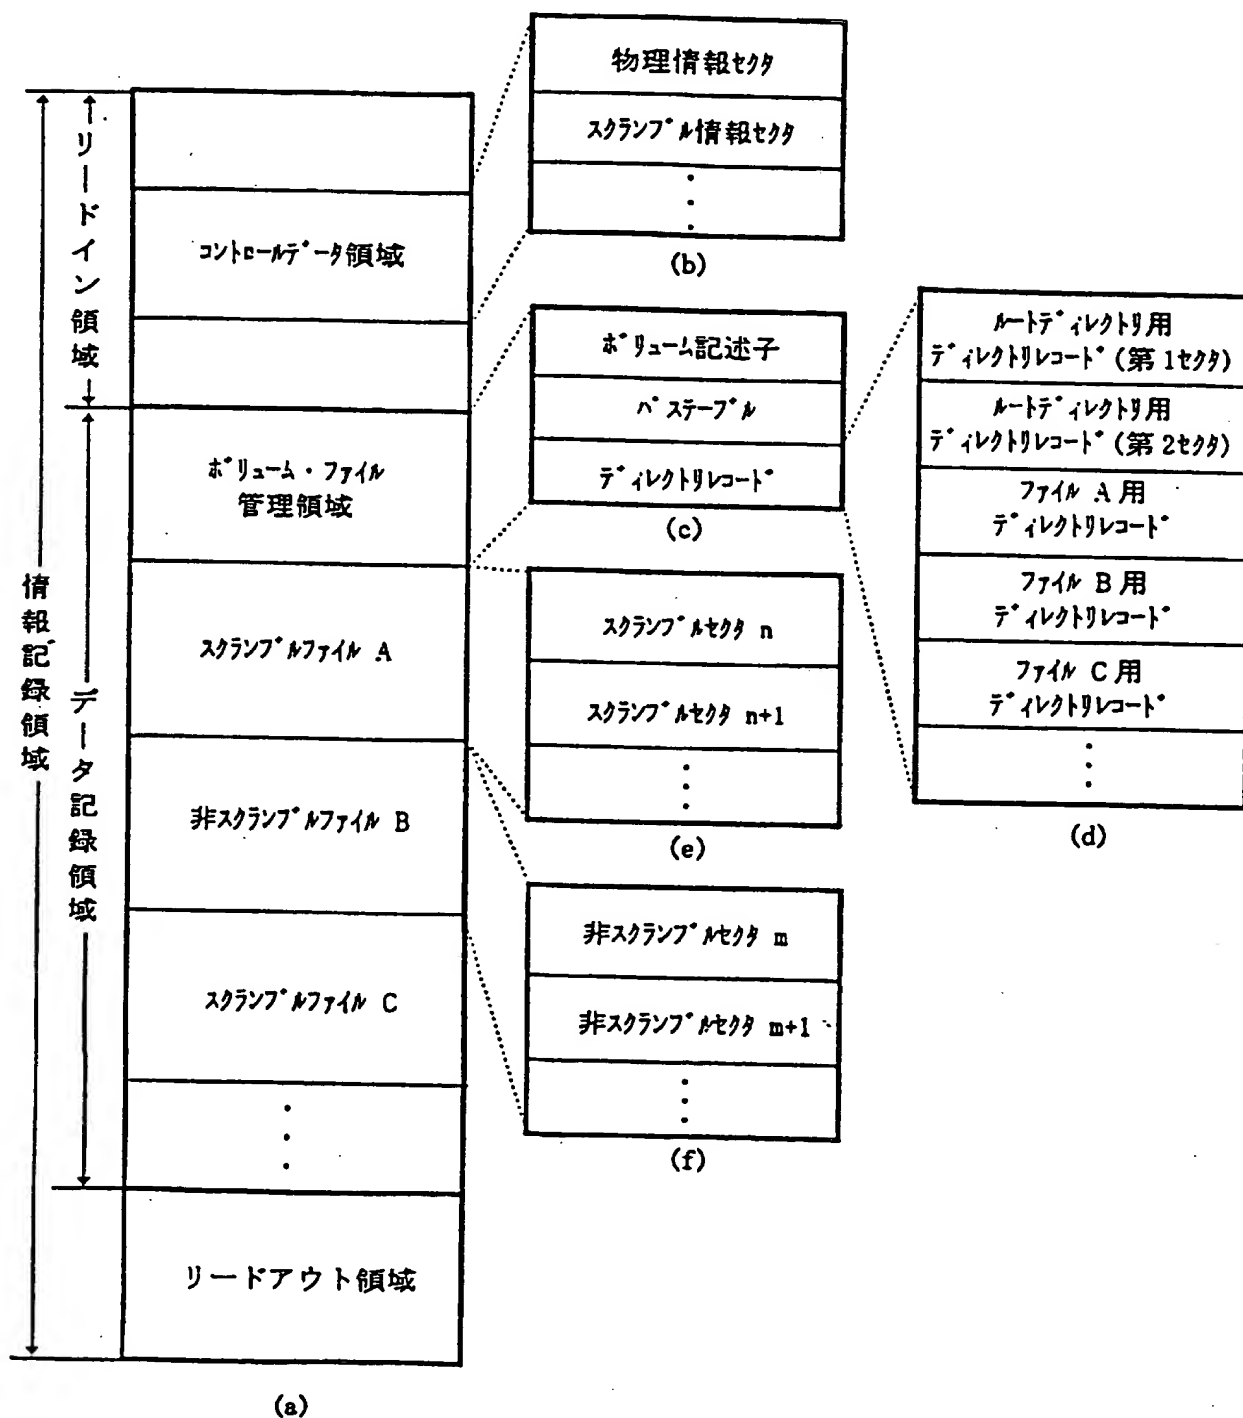 情報記録領域
リードイン領域
データ記録領域
コントロールデータ領域
ボリューム・ファイル
管理領域
スクランブルファイル A
非スクランブルファイル B
スクランブルファイル C
リードアウト領域
(a)
物理情報セクタ
スクランブル情報セクタ
(b)
ボリューム記述子
パステーブル
ディレクトリレコード
(c)
ルートディレクトリ用
ディレクトリレコード(第1セクタ)
ルートディレクトリ用
ディレクトリレコード(第2セクタ)
ファイル A 用
ディレクトリレコード
ファイル B 用
ディレクトリレコード
ファイル C 用
ディレクトリレコード
(d)
スクランブルセクタ n
スクランブルセクタ n+1
(e)
非スクランブルセクタ m
非スクランブルセクタ m+1
(f)